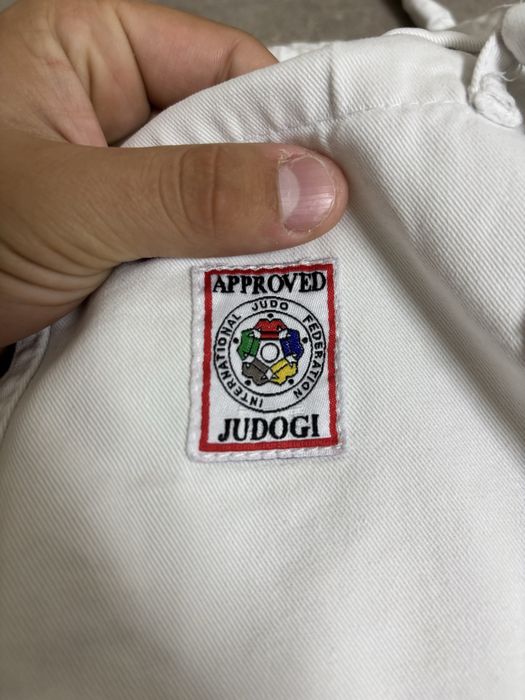 APPROVED
INTERNATIONAL JUDO FEDERATION
JUDOGI